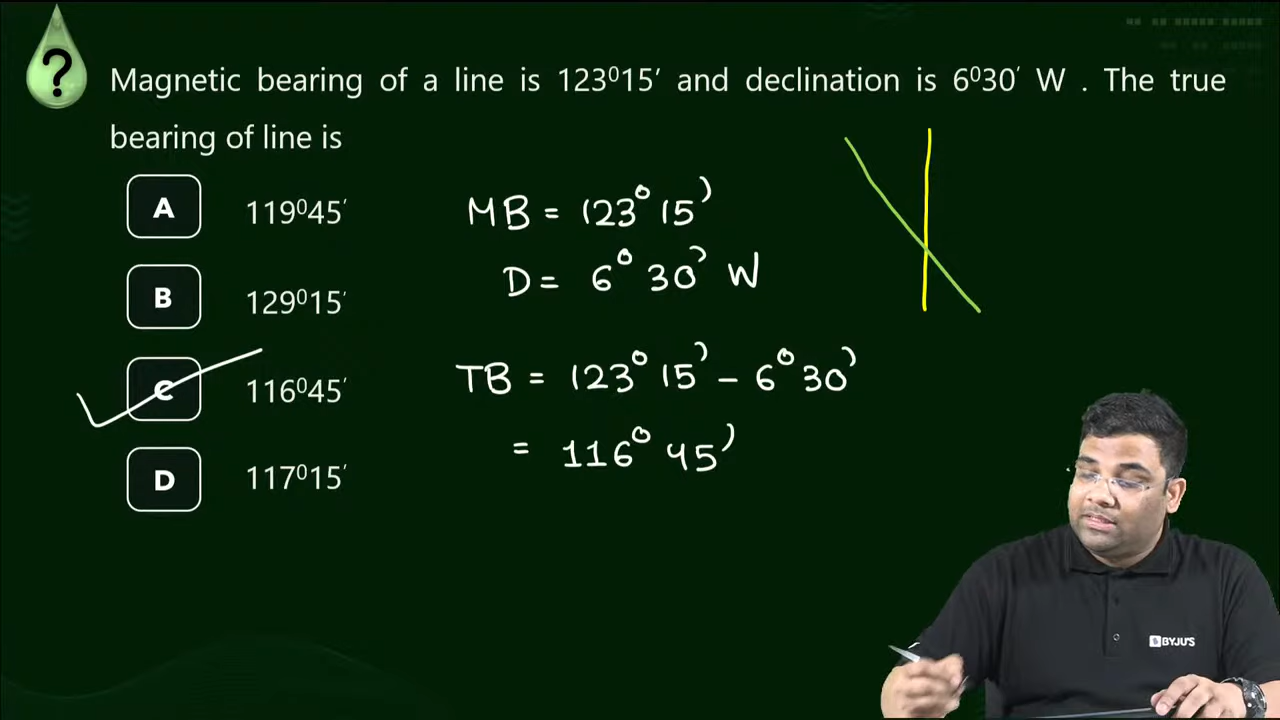 ?
Magnetic bearing of a line is 123⁰15′ and declination is 6⁰30′ W . The true
bearing of line is
A 119⁰45′
B 129⁰15′
C 116⁰45′
D 117⁰15′
MB = 123° 15′
D = 6° 30′ W
TB = 123° 15′ - 6° 30′
= 116° 45′
BYJU'S